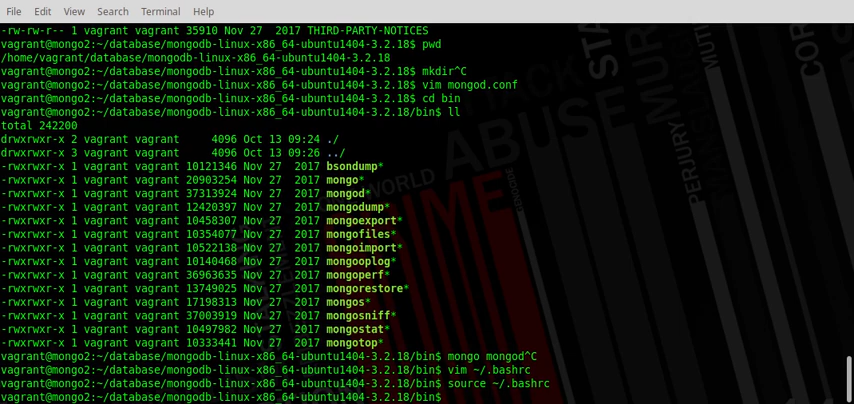 File Edit View Search Terminal Help
-rw-rw-r-- 1 vagrant vagrant 35910 Nov 27  2017 THIRD-PARTY-NOTICES
vagrant@mongo2:~/database/mongodb-linux-x86_64-ubuntu1404-3.2.18$ pwd
/home/vagrant/database/mongodb-linux-x86_64-ubuntu1404-3.2.18
vagrant@mongo2:~/database/mongodb-linux-x86_64-ubuntu1404-3.2.18$ mkdir^C
vagrant@mongo2:~/database/mongodb-linux-x86_64-ubuntu1404-3.2.18$ vim mongod.conf
vagrant@mongo2:~/database/mongodb-linux-x86_64-ubuntu1404-3.2.18$ cd bin
vagrant@mongo2:~/database/mongodb-linux-x86_64-ubuntu1404-3.2.18/bin$ ll
total 242200
drwxrwxr-x 2 vagrant vagrant     4096 Oct 13 09:24 ./
drwxrwxr-x 3 vagrant vagrant     4096 Oct 13 09:26 ../
-rwxrwxr-x 1 vagrant vagrant 10121346 Nov 27  2017 bsondump*
-rwxrwxr-x 1 vagrant vagrant 20903254 Nov 27  2017 mongo*
-rwxrwxr-x 1 vagrant vagrant 37313924 Nov 27  2017 mongod*
-rwxrwxr-x 1 vagrant vagrant 12420397 Nov 27  2017 mongodump*
-rwxrwxr-x 1 vagrant vagrant 10458307 Nov 27  2017 mongoexport*
-rwxrwxr-x 1 vagrant vagrant 10354077 Nov 27  2017 mongofiles*
-rwxrwxr-x 1 vagrant vagrant 10522138 Nov 27  2017 mongoimport*
-rwxrwxr-x 1 vagrant vagrant 10140468 Nov 27  2017 mongooplog*
-rwxrwxr-x 1 vagrant vagrant 36963635 Nov 27  2017 mongoperf*
-rwxrwxr-x 1 vagrant vagrant 13749025 Nov 27  2017 mongorestore*
-rwxrwxr-x 1 vagrant vagrant 17198313 Nov 27  2017 mongos*
-rwxrwxr-x 1 vagrant vagrant 37003919 Nov 27  2017 mongosniff*
-rwxrwxr-x 1 vagrant vagrant 10497982 Nov 27  2017 mongostat*
-rwxrwxr-x 1 vagrant vagrant 10333441 Nov 27  2017 mongotop*
vagrant@mongo2:~/database/mongodb-linux-x86_64-ubuntu1404-3.2.18/bin$ mongo mongod^C
vagrant@mongo2:~/database/mongodb-linux-x86_64-ubuntu1404-3.2.18/bin$ vim ~/.bashrc
vagrant@mongo2:~/database/mongodb-linux-x86_64-ubuntu1404-3.2.18/bin$ source ~/.bashrc
vagrant@mongo2:~/database/mongodb-linux-x86_64-ubuntu1404-3.2.18/bin$
ABUSE
WORLD
PERJURY